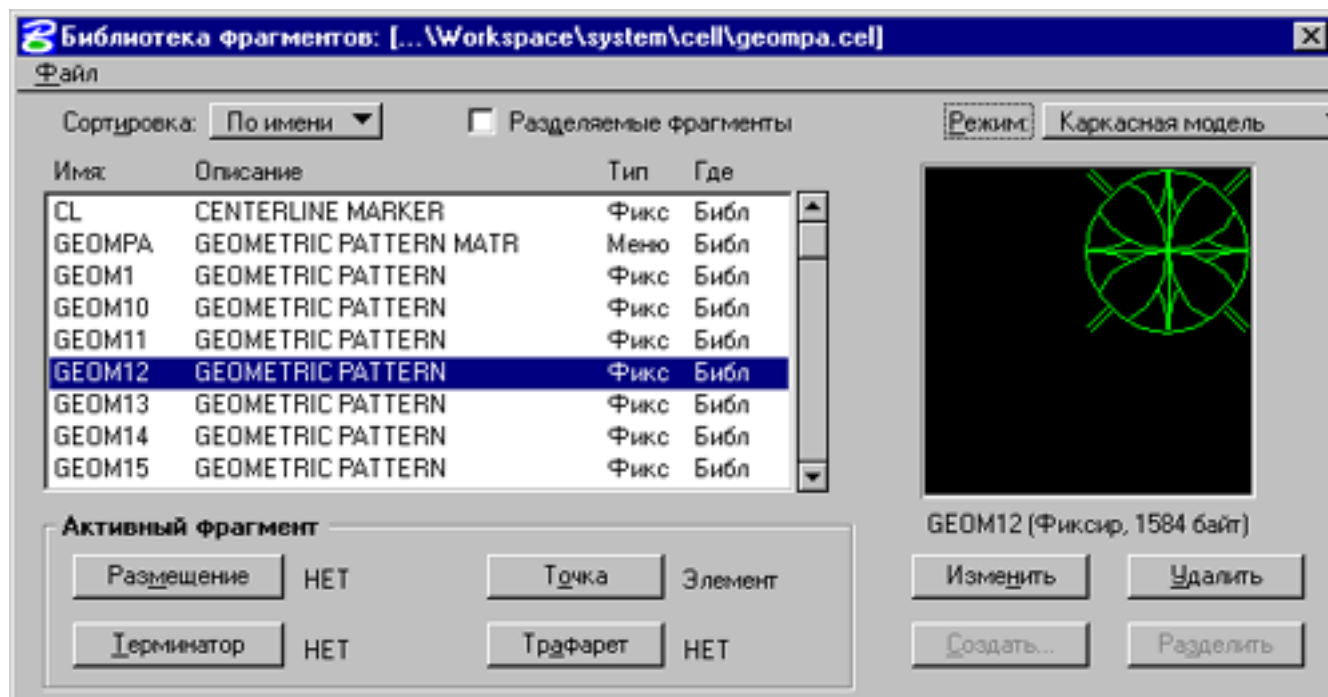 Библиотека фрагментов: [...\Workspace\system\cell\geompa.cel]
Файл
Сортировка: По имени Разделяемые фрагменты Режим: Каркасная модель
Имя: Описание Тип Где
CL CENTERLINE MARKER Фикс Библ
GEOMPA GEOMETRIC PATTERN MATR Меню Библ
GEOM1 GEOMETRIC PATTERN Фикс Библ
GEOM10 GEOMETRIC PATTERN Фикс Библ
GEOM11 GEOMETRIC PATTERN Фикс Библ
GEOM12 GEOMETRIC PATTERN Фикс Библ
GEOM13 GEOMETRIC PATTERN Фикс Библ
GEOM14 GEOMETRIC PATTERN Фикс Библ
GEOM15 GEOMETRIC PATTERN Фикс Библ
Активный фрагмент GEOM12 (Фиксир, 1584 байт)
Размещение НЕТ Точка Элемент Изменить Удалить
Терминатор НЕТ Трафарет НЕТ Создать... Разделить